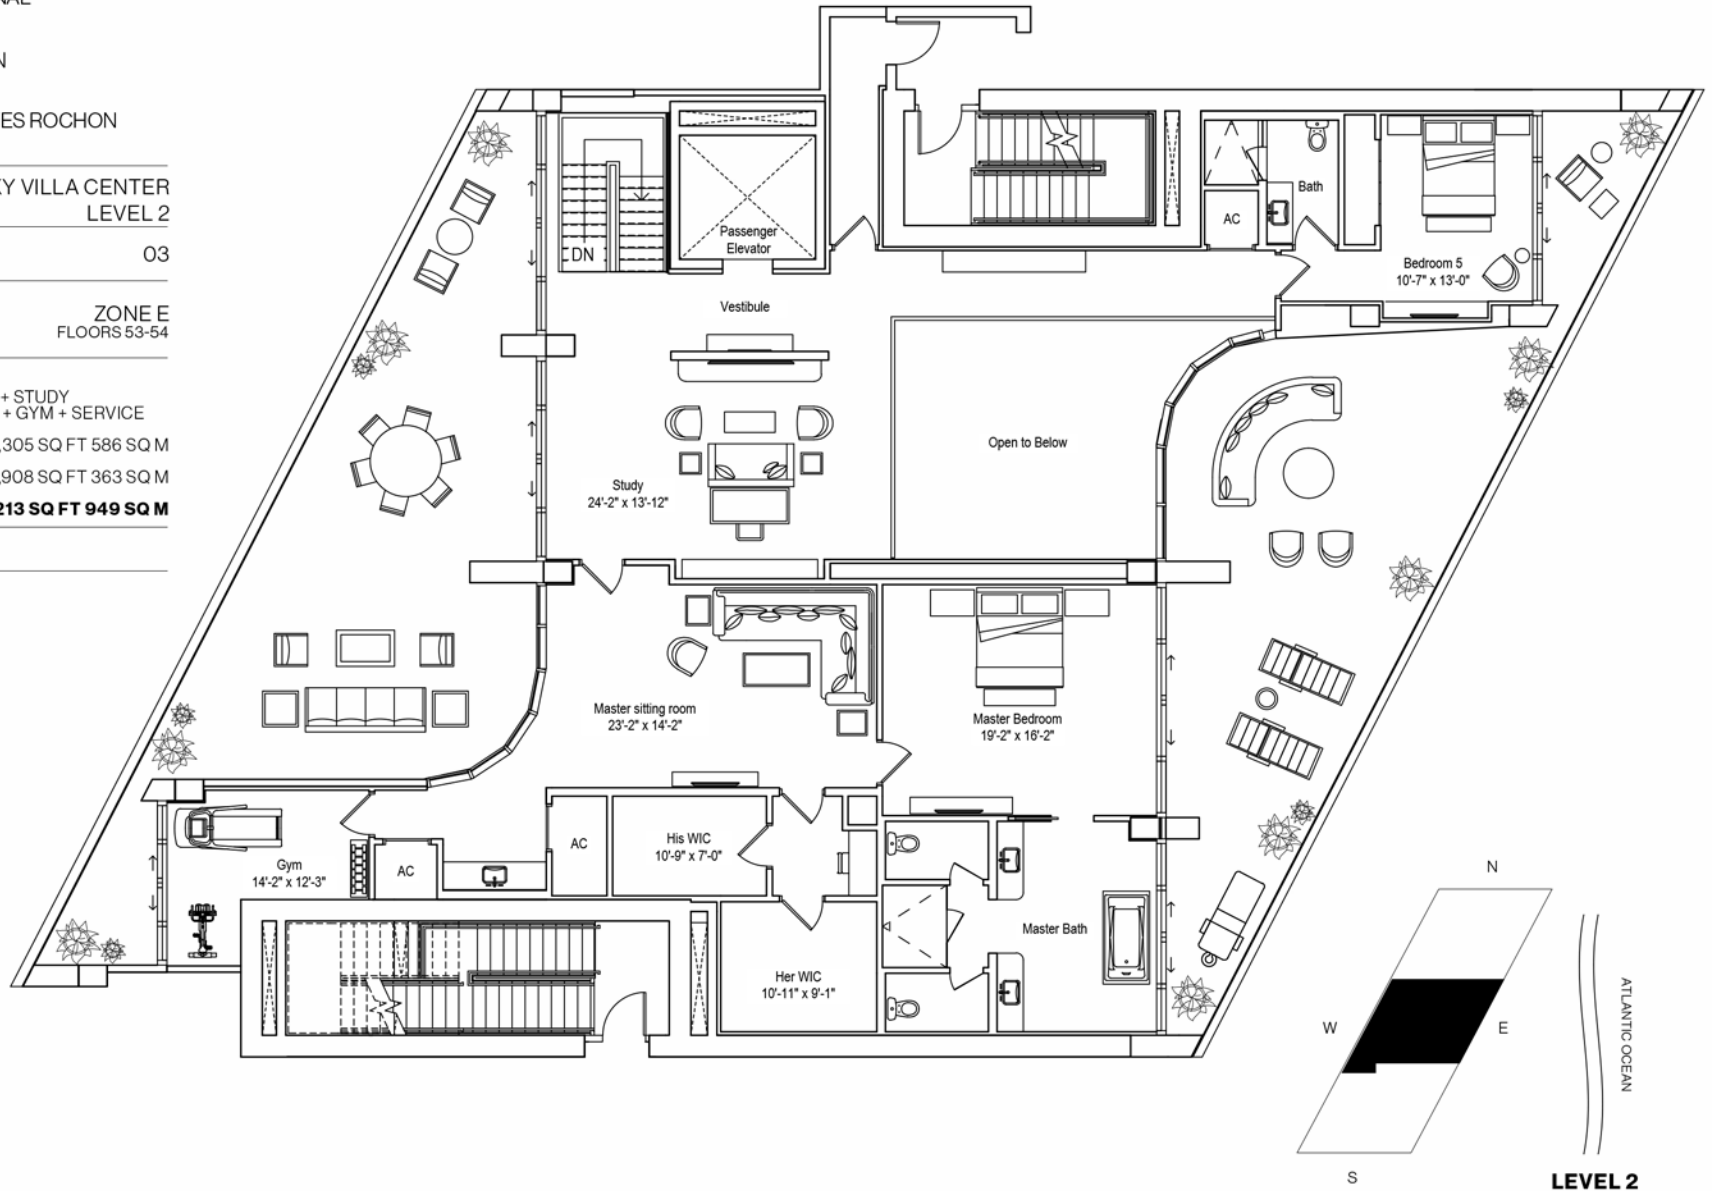 ES ROCHON
Y VILLA CENTER
LEVEL 2
03
ZONE E
FLOORS 53-54
+ STUDY
+ GYM + SERVICE
,305 SQ FT 586 SQ M
,908 SQ FT 363 SQ M
213 SQ FT 949 SQ M
DN
Passenger
Elevator
Vestibule
Bath
AC
Bedroom 5
10'-7" x 13'-0"
Open to Below
Study
24'-2" x 13'-12"
Master sitting room
23'-2" x 14'-2"
Master Bedroom
19'-2" x 16'-2"
Gym
14'-2" x 12'-3"
AC
AC
His WIC
10'-9" x 7'-0"
Her WIC
10'-11" x 9'-1"
Master Bath
N
W
E
S
ATLANTIC OCEAN
LEVEL 2